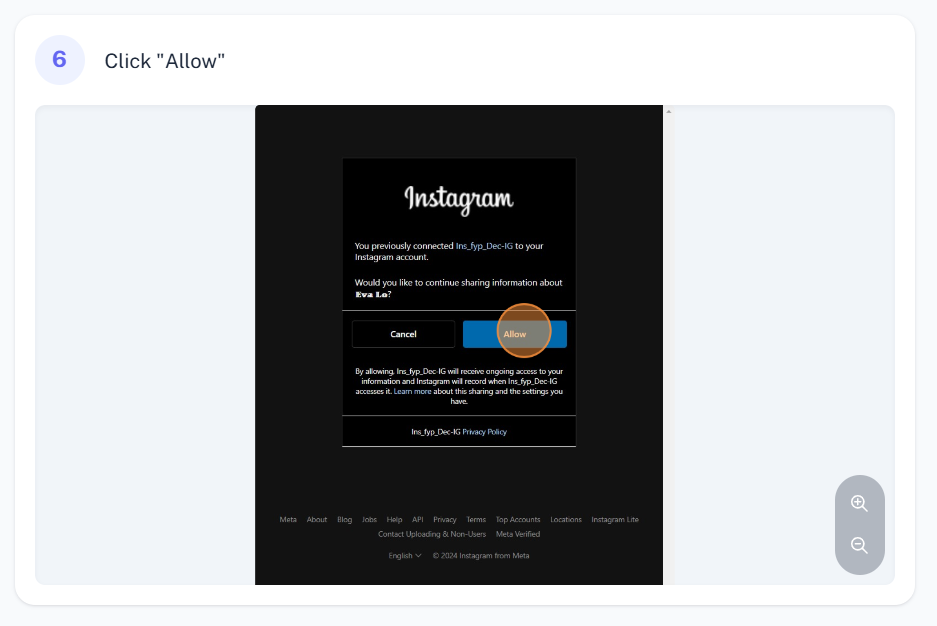 6
Click "Allow"
Instagram
You previously connected Ins_fyp_Dec-IG to your
Instagram account.
Would you like to continue sharing information about
Eva Lo?
Cancel
Allow
By allowing, Ins_fyp_Dec-IG will receive ongoing access to your
information and Instagram will record when Ins_fyp_Dec-IG
accesses it. Learn more about this sharing and the settings you
have.
Ins_fyp_Dec-IG Privacy Policy
Meta About Blog Jobs Help API Privacy Terms Top Accounts Locations Instagram Lite
Contact Uploading & Non-Users Meta Verified
English © 2024 Instagram from Meta